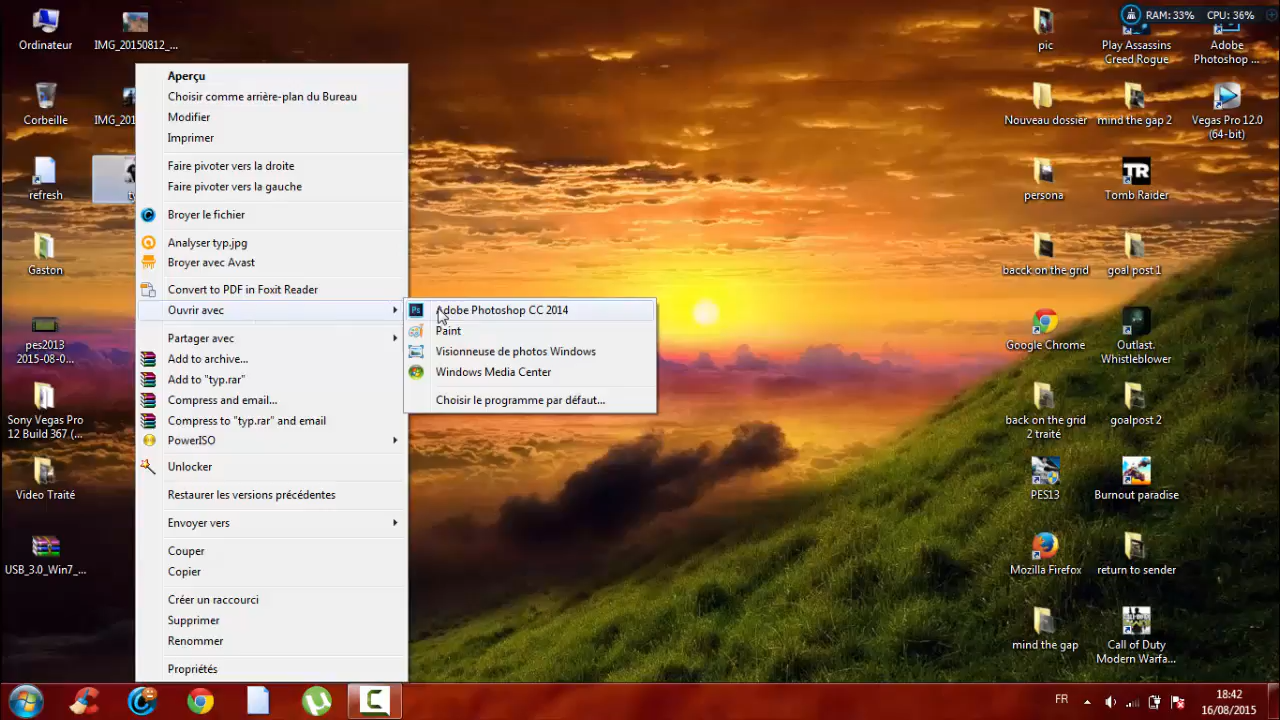 RAM: 33% CPU: 36%
Ordinateur
IMG_20150812_...
Corbeille
IMG_201
refresh
Gaston
pes2013
2015-08-0...
Sony Vegas Pro
12 Build 367 (...
Video Traité
USB_3.0_Win7_...
Aperçu
Choisir comme arrière-plan du Bureau
Modifier
Imprimer
Faire pivoter vers la droite
Faire pivoter vers la gauche
Broyer le fichier
Analyser typ.jpg
Broyer avec Avast
Convert to PDF in Foxit Reader
Ouvrir avec
Partager avec
Add to archive...
Add to "typ.rar"
Compress and email...
Compress to "typ.rar" and email
PowerISO
Unlocker
Restaurer les versions précédentes
Envoyer vers
Couper
Copier
Créer un raccourci
Supprimer
Renommer
Propriétés
Ps
Adobe Photoshop CC 2014
Paint
Visionneuse de photos Windows
Windows Media Center
Choisir le programme par défaut...
pic
Play Assassins
Creed Rogue
Adobe
Photoshop ...
Nouveau dossier
mind the gap 2
Vegas Pro 12.0
(64-bit)
persona
TR
Tomb Raider
bacck on the grid
goal post 1
Google Chrome
Outlast.
Whistleblower
back on the grid
2 traité
goalpost 2
PES13
Burnout paradise
Mozilla Firefox
return to sender
mind the gap
Call of Duty
Modern Warfa...
FR
18:42
16/08/2015